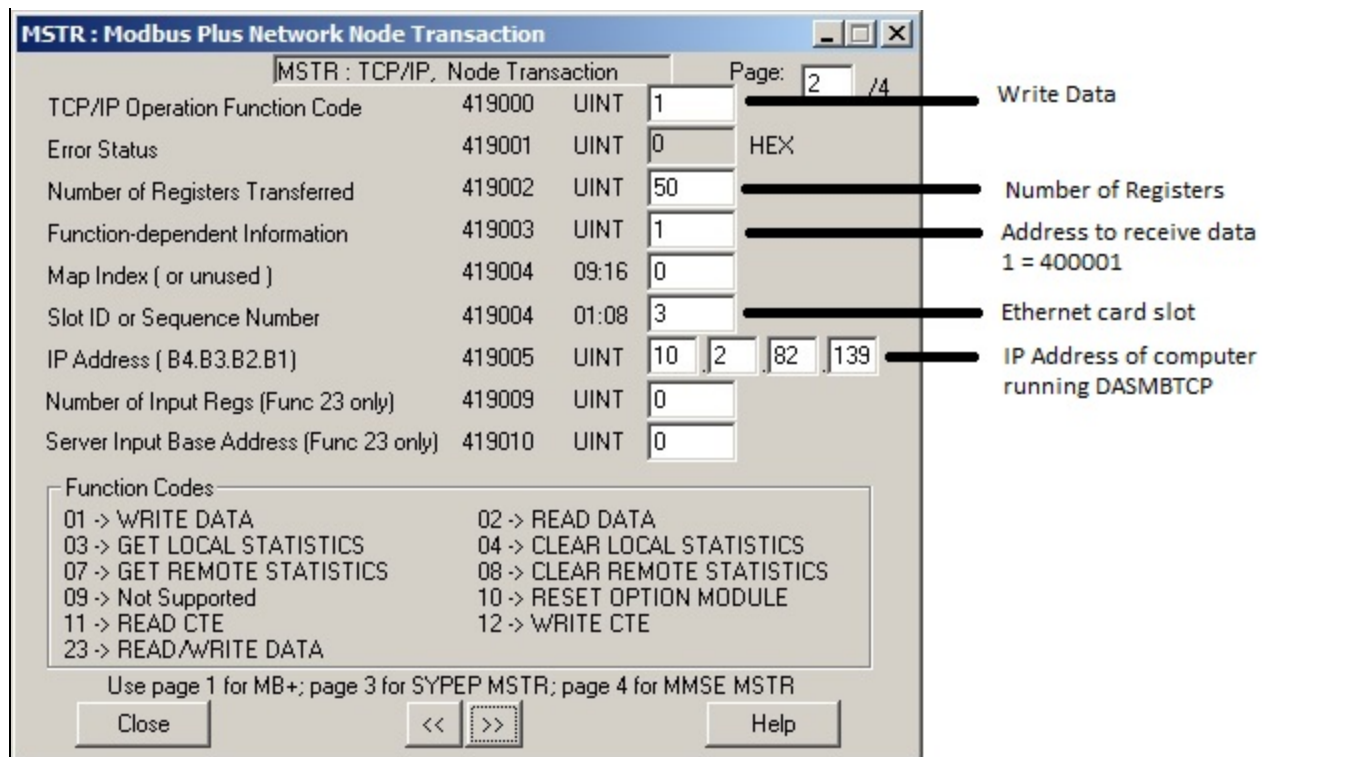 MSTR : Modbus Plus Network Node Transaction
MSTR : TCP/IP, Node Transaction Page: 2 /4
TCP/IP Operation Function Code 419000 UINT 1 Write Data
Error Status 419001 UINT 0 HEX
Number of Registers Transferred 419002 UINT 50 Number of Registers
Function-dependent Information 419003 UINT 1 Address to receive data
1 = 400001
Map Index ( or unused ) 419004 09:16 0
Slot ID or Sequence Number 419004 01:08 3 Ethernet card slot
IP Address ( B4.B3.B2.B1) 419005 UINT 10 .2 .82 .139 IP Address of computer
running DASMBTCP
Number of Input Regs (Func 23 only) 419009 UINT 0
Server Input Base Address (Func 23 only) 419010 UINT 0
Function Codes
01 -> WRITE DATA 02 -> READ DATA
03 -> GET LOCAL STATISTICS 04 -> CLEAR LOCAL STATISTICS
07 -> GET REMOTE STATISTICS 08 -> CLEAR REMOTE STATISTICS
09 -> Not Supported 10 -> RESET OPTION MODULE
11 -> READ CTE 12 -> WRITE CTE
23 -> READ/WRITE DATA
Use page 1 for MB+; page 3 for SYPEP MSTR; page 4 for MMSE MSTR
Close << >> Help